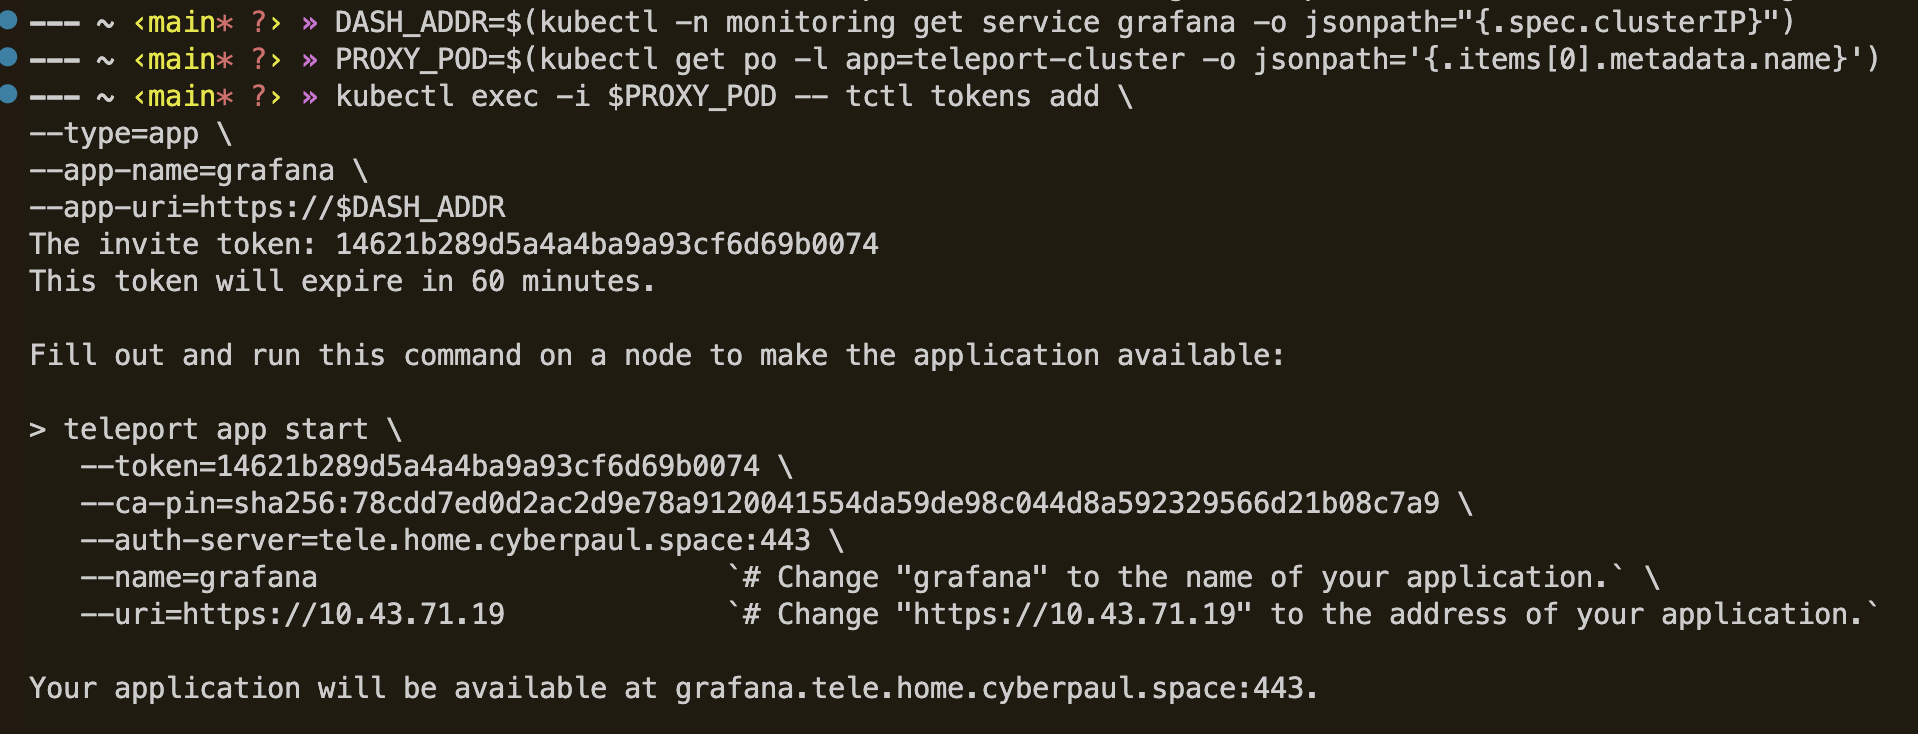 --- ~ ‹main* ?› » DASH_ADDR=$(kubectl -n monitoring get service grafana -o jsonpath="{.spec.clusterIP}")
--- ~ ‹main* ?› » PROXY_POD=$(kubectl get po -l app=teleport-cluster -o jsonpath='{.items[0].metadata.name}')
--- ~ ‹main* ?› » kubectl exec -i $PROXY_POD -- tctl tokens add \
--type=app \
--app-name=grafana \
--app-uri=https://$DASH_ADDR
The invite token: 14621b289d5a4a4ba9a93cf6d69b0074
This token will expire in 60 minutes.

Fill out and run this command on a node to make the application available:

> teleport app start \
   --token=14621b289d5a4a4ba9a93cf6d69b0074 \
   --ca-pin=sha256:78cdd7ed0d2ac2d9e78a9120041554da59de98c044d8a592329566d21b08c7a9 \
   --auth-server=tele.home.cyberpaul.space:443 \
   --name=grafana                        `# Change "grafana" to the name of your application.` \
   --uri=https://10.43.71.19             `# Change "https://10.43.71.19" to the address of your application.`

Your application will be available at grafana.tele.home.cyberpaul.space:443.